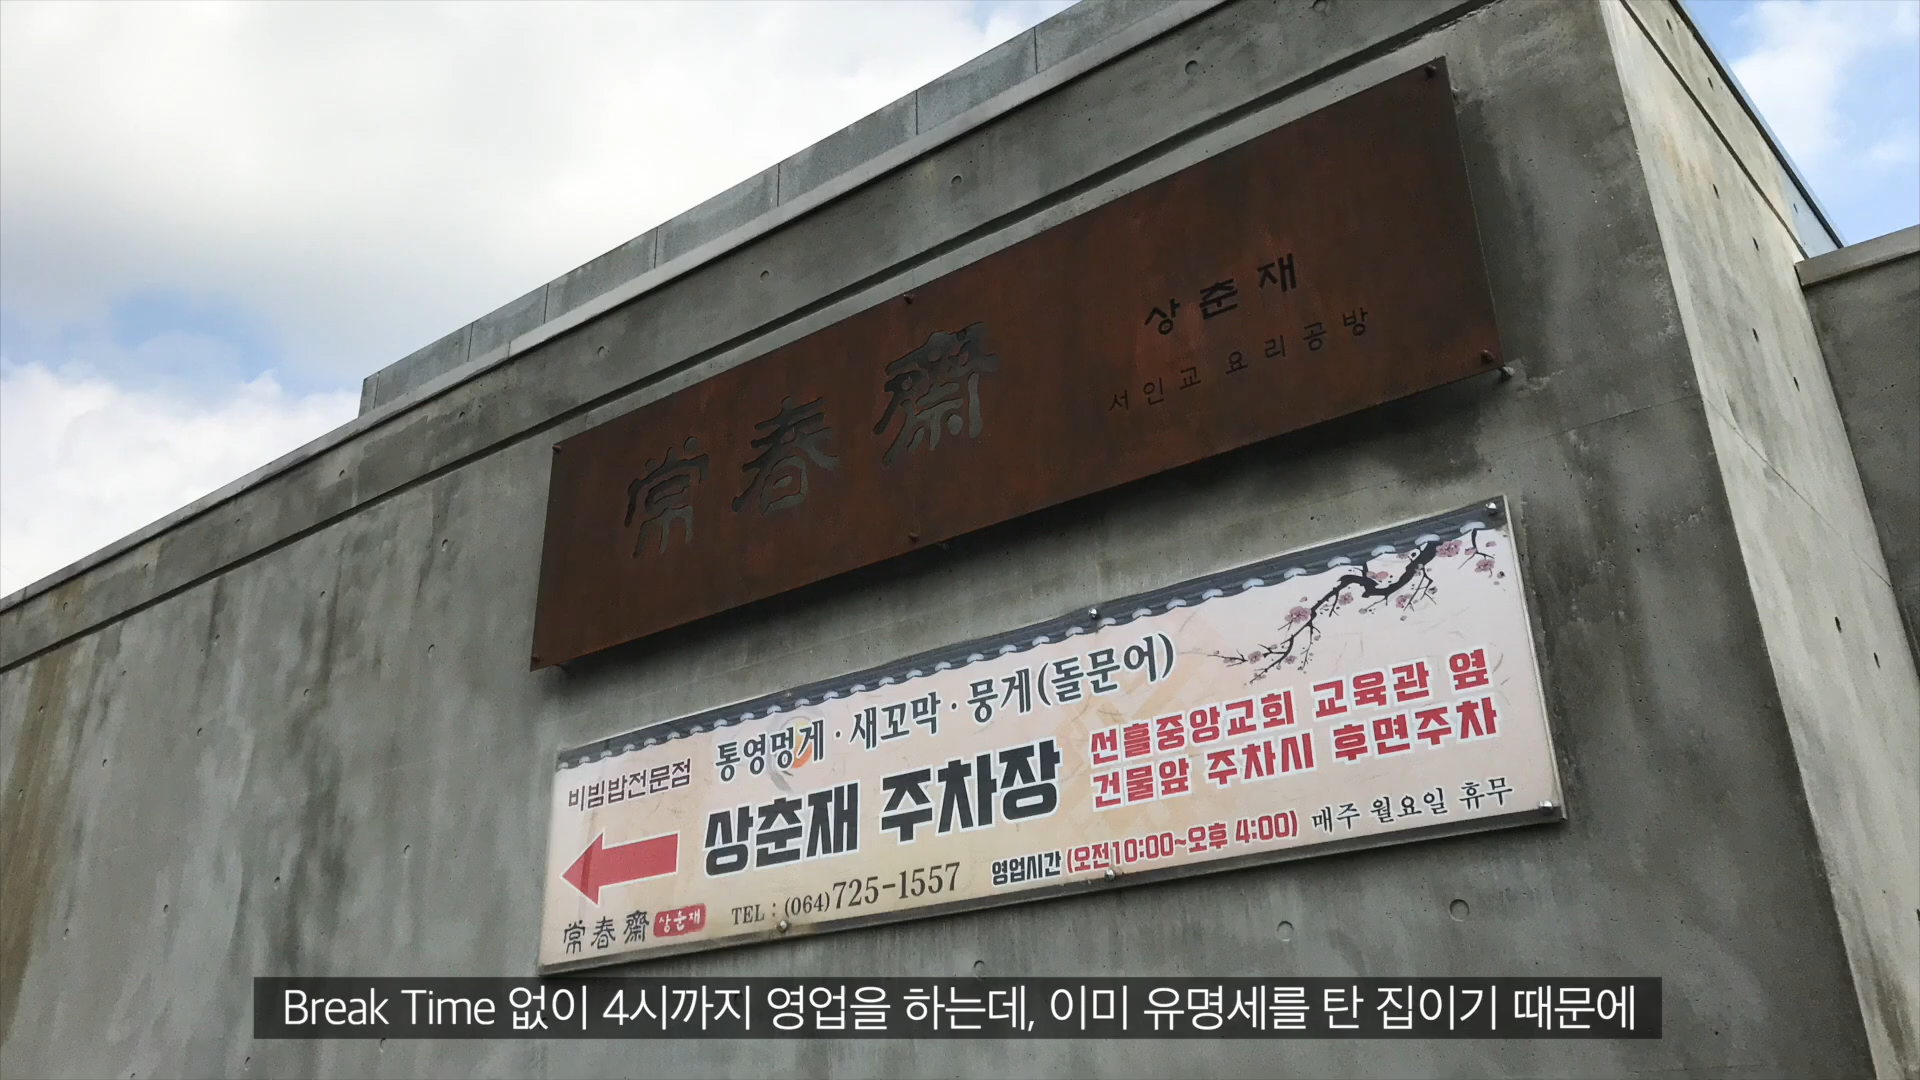 常春齋
상춘재
서인교 요리공방
통영멍게·새꼬막·뭉게(돌문어)
비빔밥전문점
상춘재 주차장
선흘중앙교회 교육관 옆
건물앞 주차시 후면주차
영업시간 (오전10:00~오후 4:00) 매주 월요일 휴무
TEL : (064)725-1557
常春齋 상춘재
Break Time 없이 4시까지 영업을 하는데, 이미 유명세를 탄 집이기 때문에